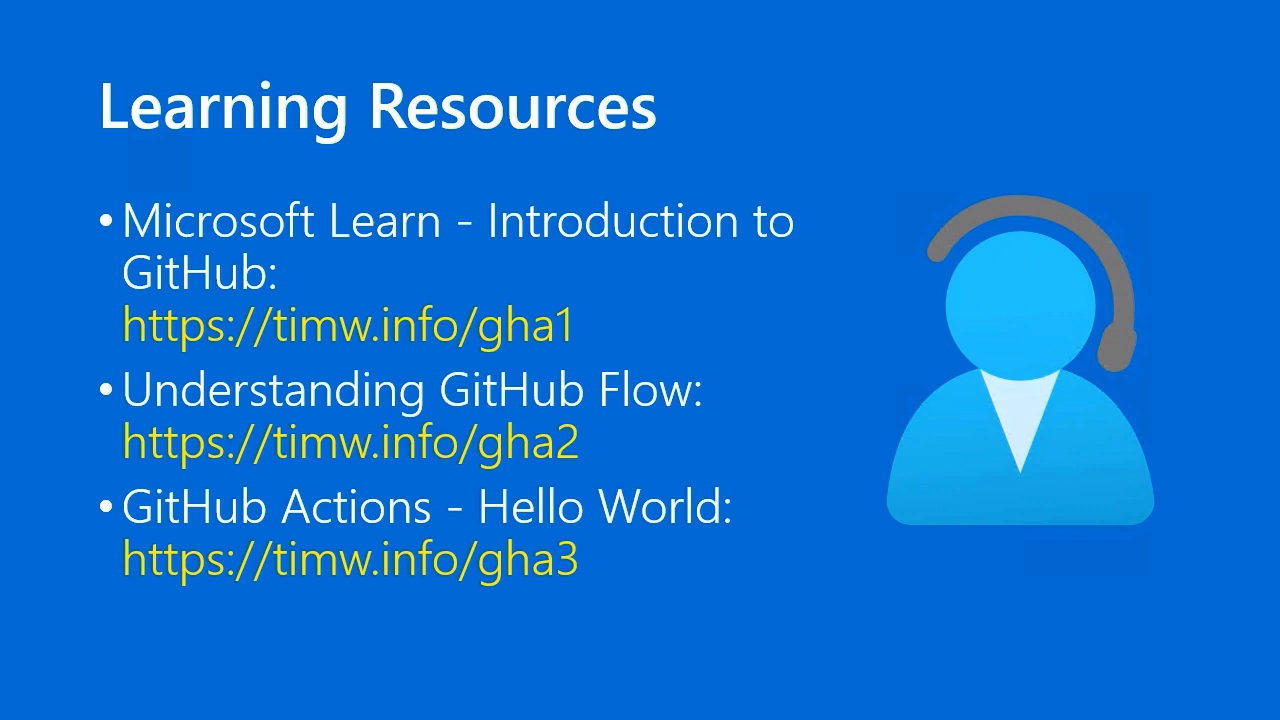 Learning Resources
• Microsoft Learn - Introduction to
GitHub:
https://timw.info/gha1
• Understanding GitHub Flow:
https://timw.info/gha2
• GitHub Actions - Hello World:
https://timw.info/gha3